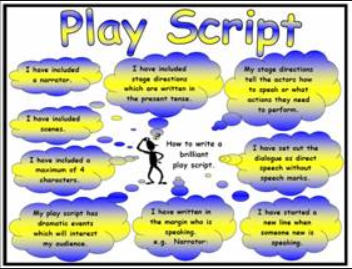 Play Script
I have included
a narrator.
I have included
stage directions
which are written in
the present tense.
My stage directions
tell the actors how
to speak or what
actions they need
to perform.
I have included
scenes.
How to write a
brilliant
play script.
I have included a
maximum of 4
characters.
I have set out the
dialogue as direct
speech without
speech marks.
My play script has
dramatic events
which will interest
my audience.
I have written in
the margin who is
speaking.
e.g. Narrator:
I have started a
new line when
someone new is
speaking.